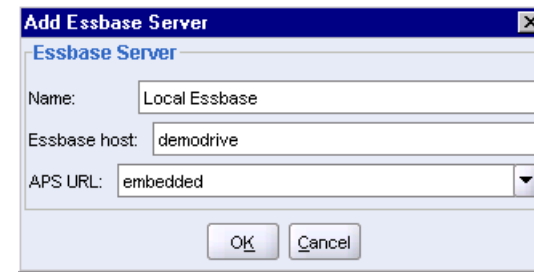 Add Essbase Server
Essbase Server
Name: Local Essbase
Essbase host: demodrive
APS URL: embedded
OK Cancel